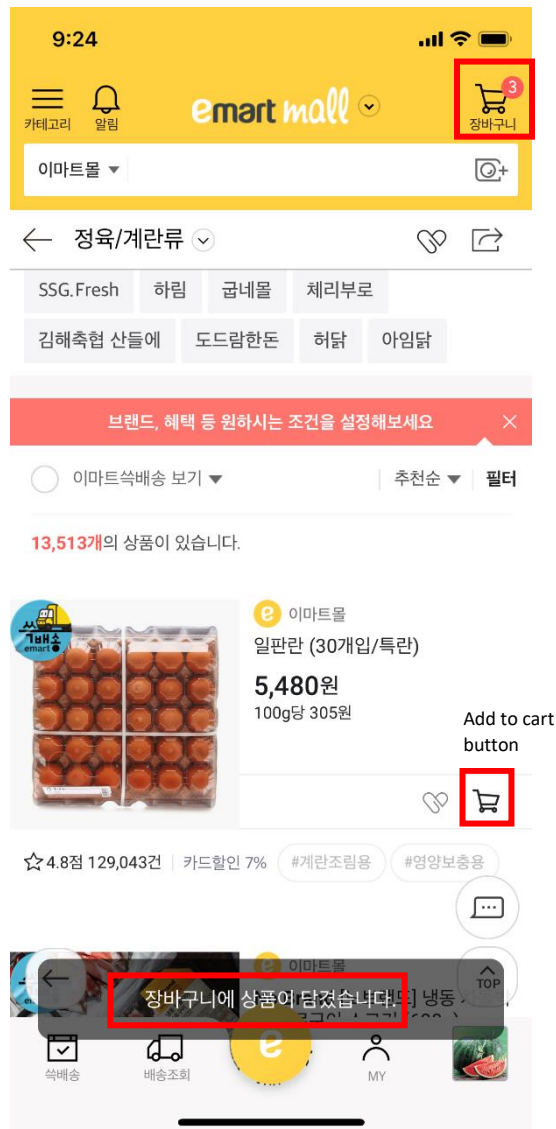 9:24
카테고리
알림
emart mall
3
장바구니
이마트몰
정육/계란류
SSG.Fresh 하림 굽네몰 체리부로
김해축협 산들에 도드람한돈 허닭 아임닭
브랜드, 혜택 등 원하시는 조건을 설정해보세요
이마트쓱배송 보기 추천순 필터
13,513개의 상품이 있습니다.
쓱배송
emart
e 이마트몰
일판란 (30개입/특란)
5,480원
100g당 305원
Add to cart
button
4.8점 129,043건 카드할인 7% #계란조림용 #영양보충용
이마트몰
TOP
장바구니에 상품이 담겼습니다.
냉동
e
쓱배송
배송조회
MY